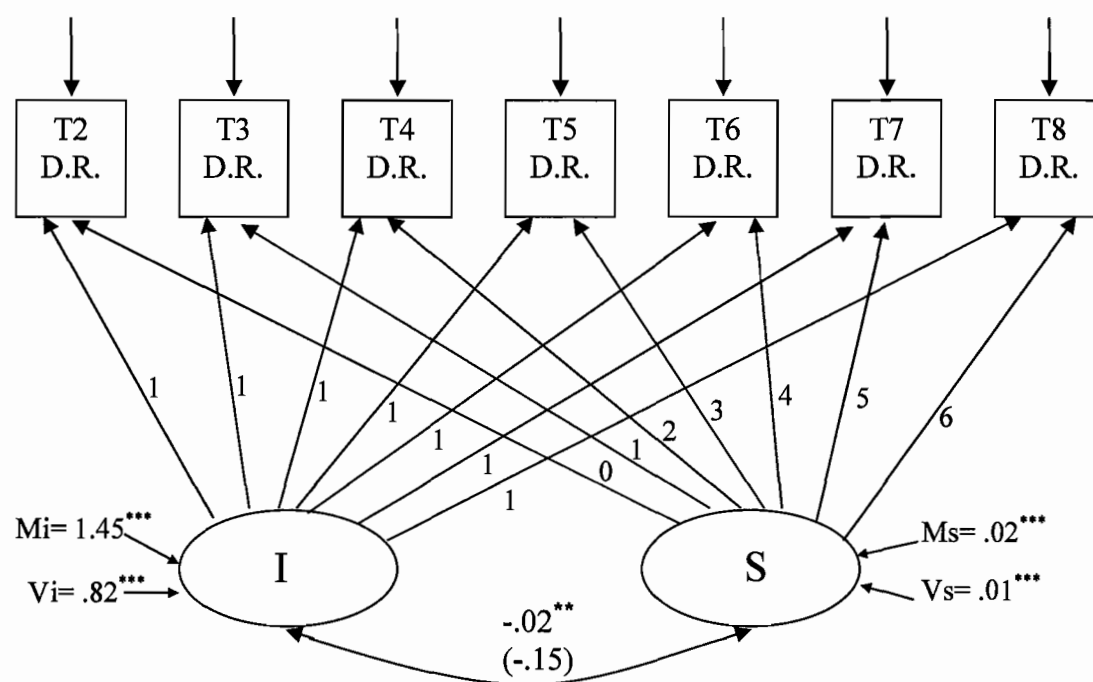 T2
D.R.
T3
D.R.
T4
D.R.
T5
D.R.
T6
D.R.
T7
D.R.
T8
D.R.
1
1
1
1
1
1
1
0
1
2
3
4
5
6
Mi= 1.45***
Vi= .82***
I
S
Ms= .02***
Vs= .01***
-.02**
(-.15)